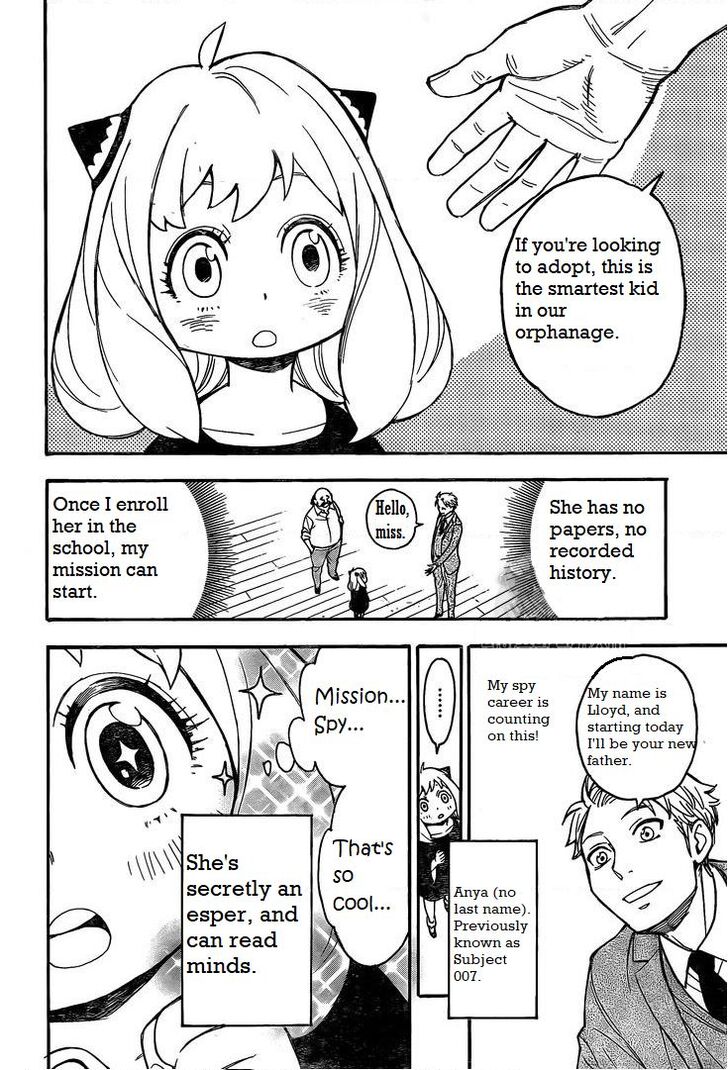 If you're looking
to adopt, this is
the smartest kid
in our
orphanage.
She has no
papers, no
recorded
history.
Hello,
miss.
Once I enroll
her in the
school, my
mission can
start.
My name is
Lloyd, and
starting today
I'll be your new
father.
My spy
career is
counting
on this!
........
Anya (no
last name).
Previously
known as
Subject
007.
Mission...
Spy...
That's
so
cool...
She's
secretly an
esper, and
can read
minds.